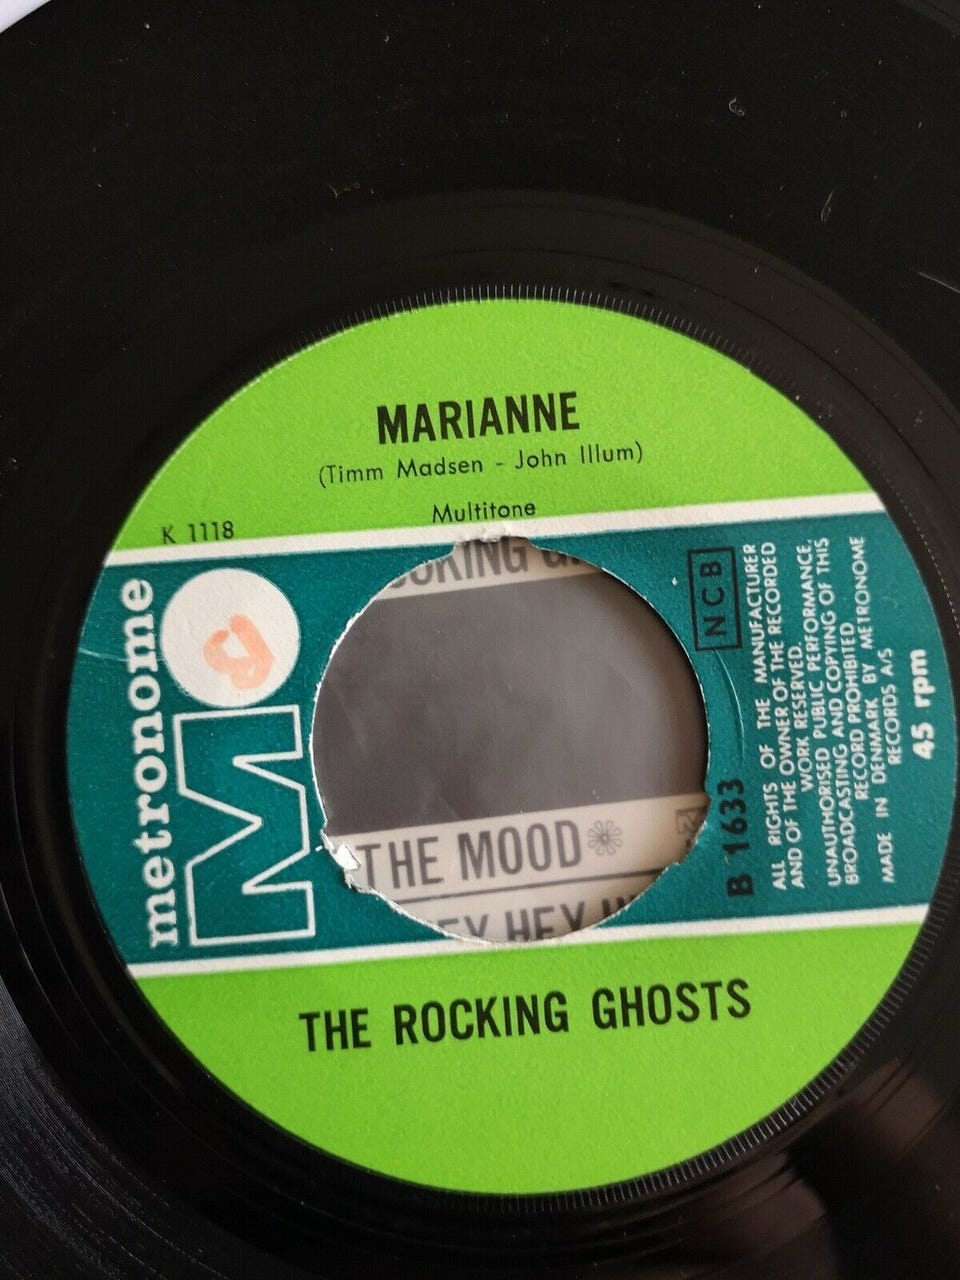 MARIANNE
(Timm Madsen - John Illum)
Multitone
K 1118
metronome
M
NCB
B 1633
ALL RIGHTS OF THE MANUFACTURER
AND OF THE OWNER OF THE RECORDED
WORK RESERVED.
UNAUTHORISED PUBLIC PERFORMANCE,
BROADCASTING AND COPYING OF THIS
RECORD PROHIBITED
MADE IN DENMARK BY METRONOME
RECORDS A/S
45 rpm
THE MOOD
HEY
THE ROCKING GHOSTS